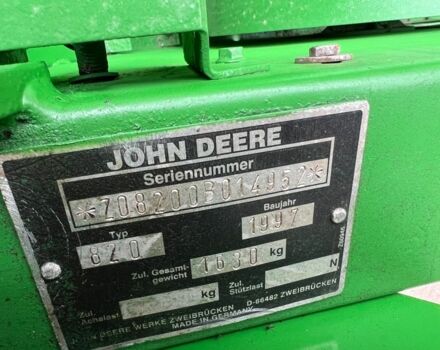 JOHN DEERE
Seriennummer
*Z08200B014952*
Typ
820
Baujahr
1997
Zul. Gesamt-
gewicht
1630 kg
Zul.
Achslast
kg
Zul.
Stützlast
N
DEERE WERKE ZWEIBRÜCKEN
D-66482 ZWEIBRÜCKEN
MADE IN GERMANY